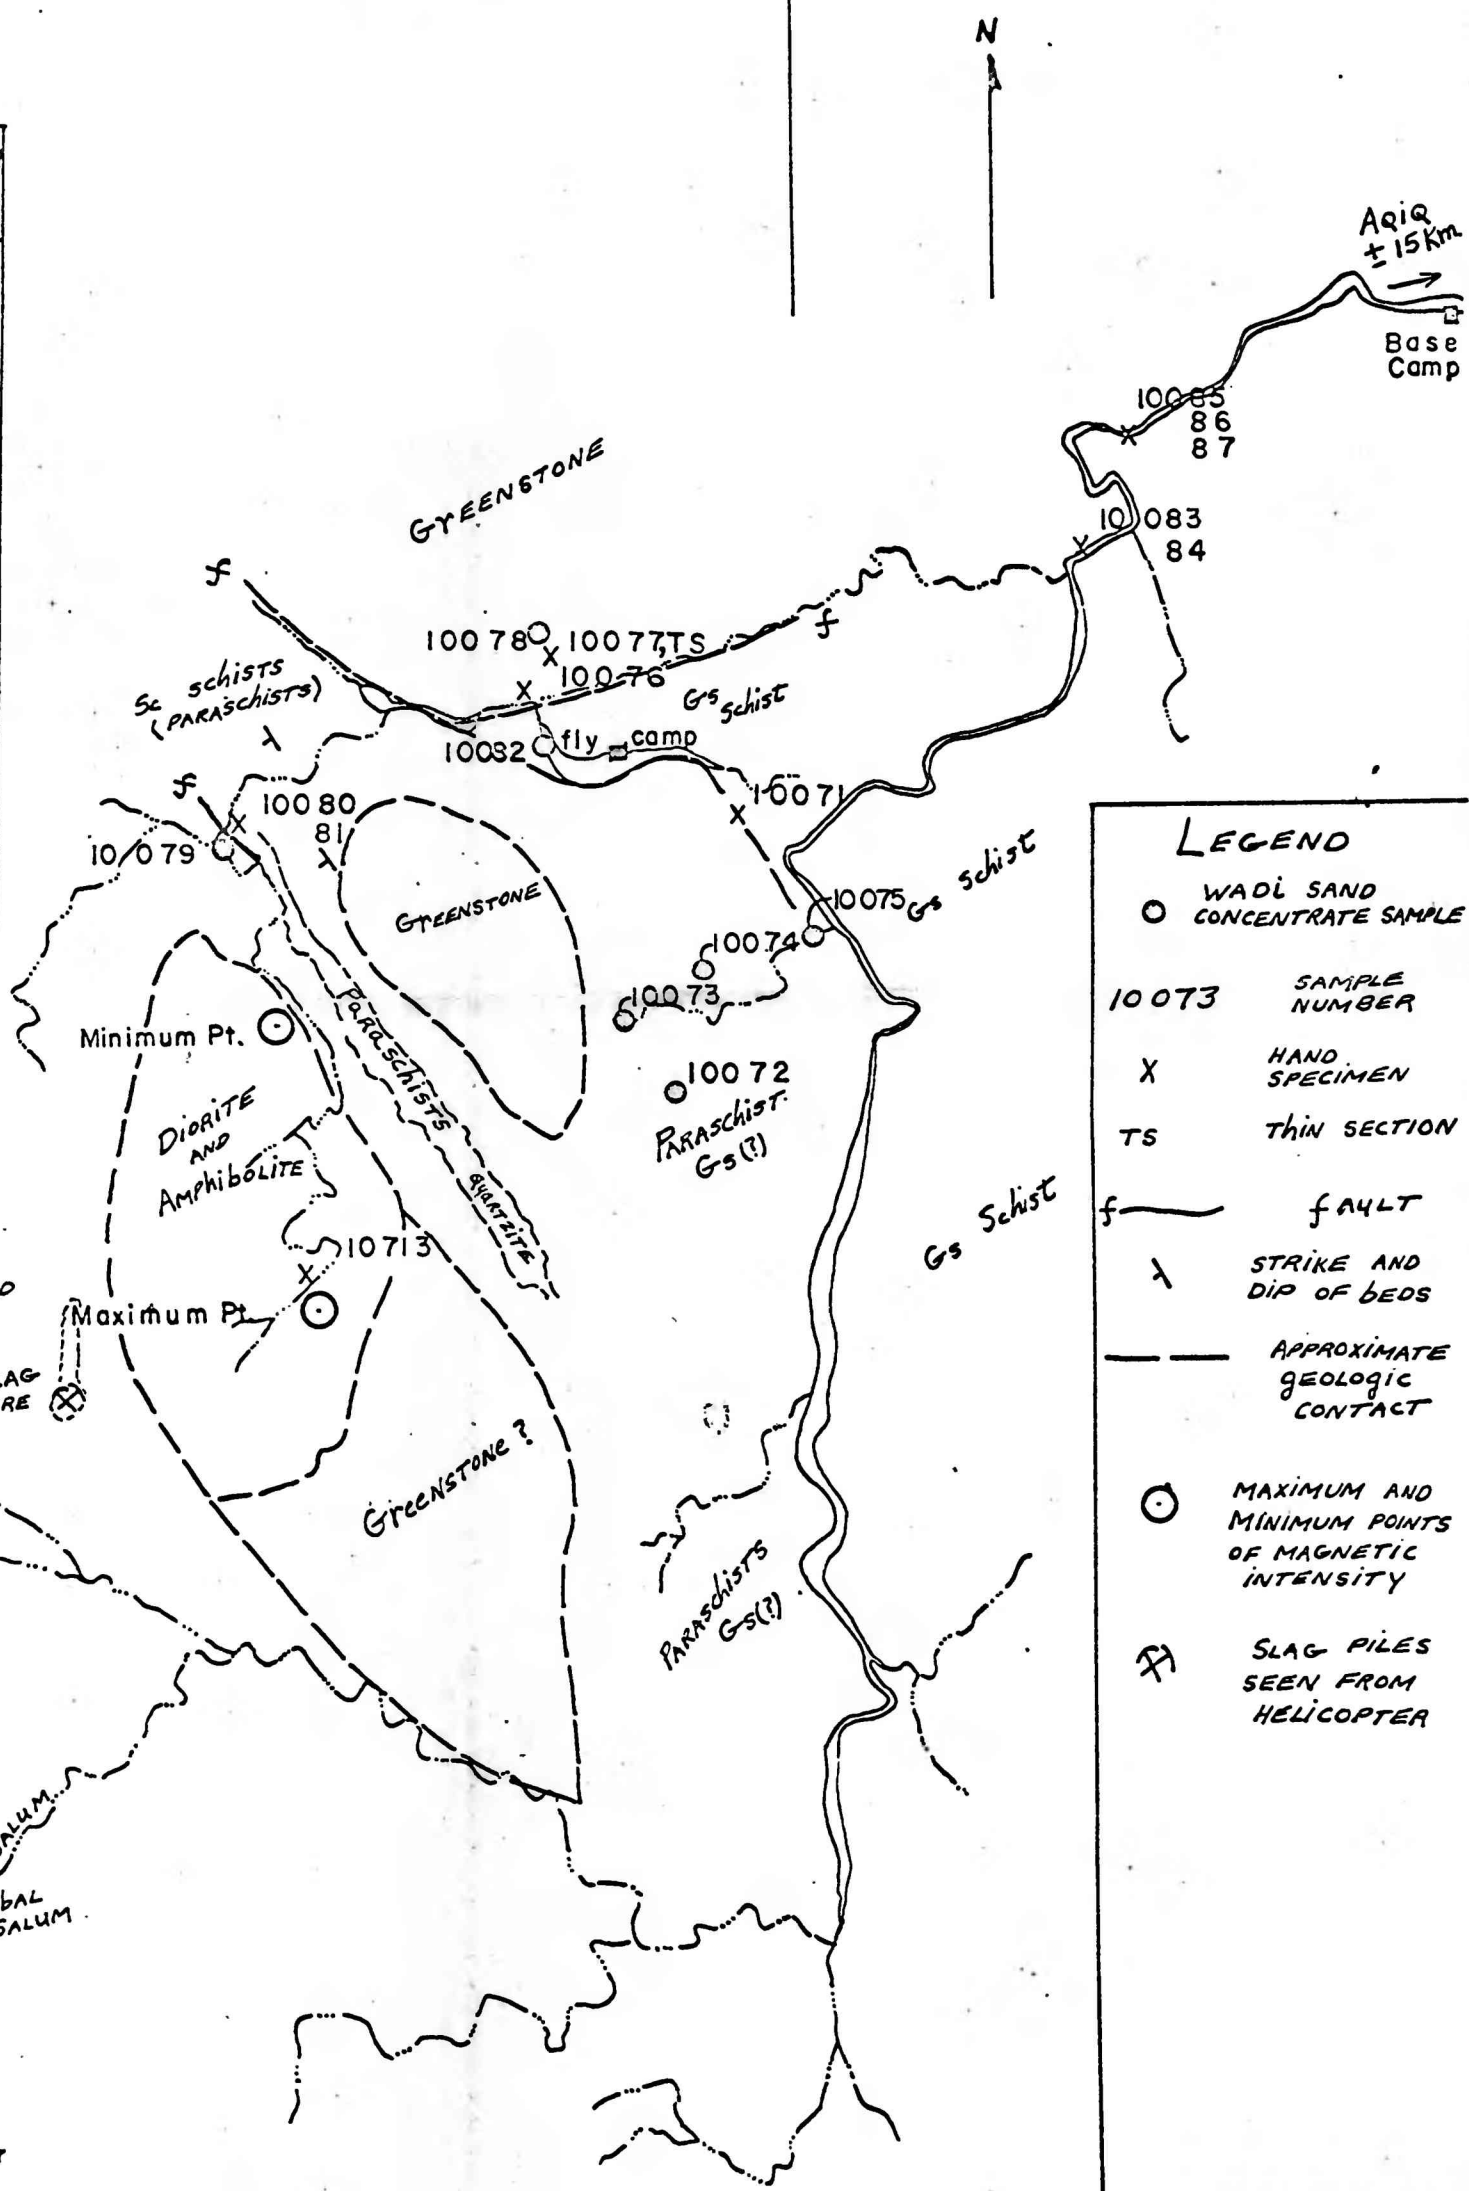 N
AqiQ
± 15 Km
Base
Camp
10085
86
87
GrEENSTONE
10083
84
f
f
10078
10077,TS
10076
Sc schists
(PARASchISTS)
Gs schist
10082
fly camp
f
10080
81
10071
10079
GrEENSTONE
Gs schist
10075
10074
10073
Minimum Pt.
PARASchISTS
10072
PARASCHIST.
Gs(?)
DiORITE
AND
AmphibOLITE
QUARTZITE
Gs Schist
10713
Maximum Pt.
GrEENSTONE ?
PARASchISTS
Gs(?)
LEGEND
WADi SAND
CONCENTRATE SAMPLE
10073 SAMPLE
NUMBER
X HAND
SPECIMEN
TS ThiN SECTION
f fAULT
STRIKE AND
DiP OF bEDS
APPROXIMATE
gEOLOgiC
CONTACT
MAXIMUM AND
MINIMUM POINTS
OF MAGNETIC
iNTENSITY
SLAG PILES
SEEN FROM
HELICOPTER
SALUM